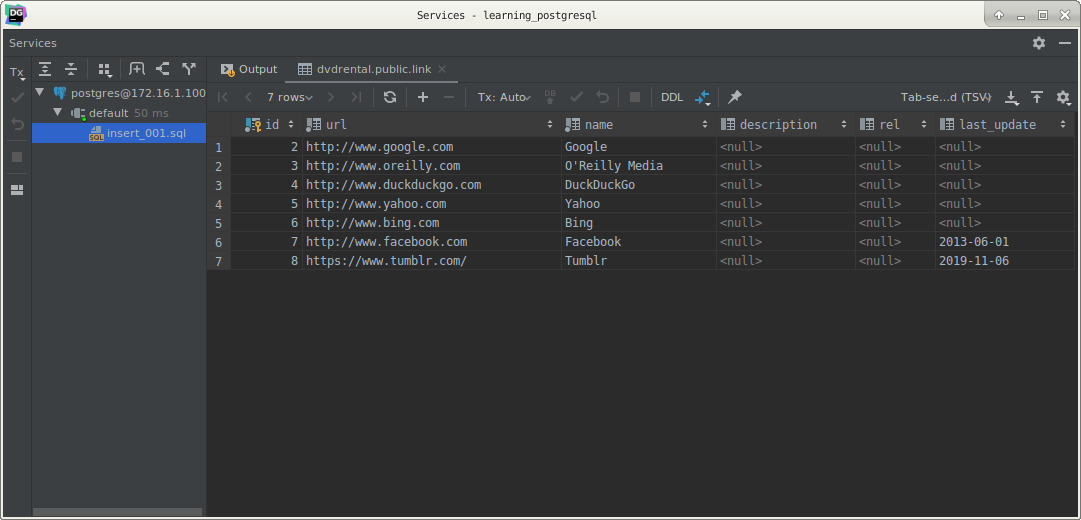 DG
Services - learning_postgresql
Services
Tx
Output
dvdrental.public.link
postgres@172.16.1.100
default 50 ms
SQL insert_001.sql
7 rows
Tx: Auto
DB
DDL
Tab-se...d (TSV)
id url name description rel last_update
1 2 http://www.google.com Google <null> <null> <null>
2 3 http://www.oreilly.com O'Reilly Media <null> <null> <null>
3 4 http://www.duckduckgo.com DuckDuckGo <null> <null> <null>
4 5 http://www.yahoo.com Yahoo <null> <null> <null>
5 6 http://www.bing.com Bing <null> <null> <null>
6 7 http://www.facebook.com Facebook <null> <null> 2013-06-01
7 8 https://www.tumblr.com/ Tumblr <null> <null> 2019-11-06